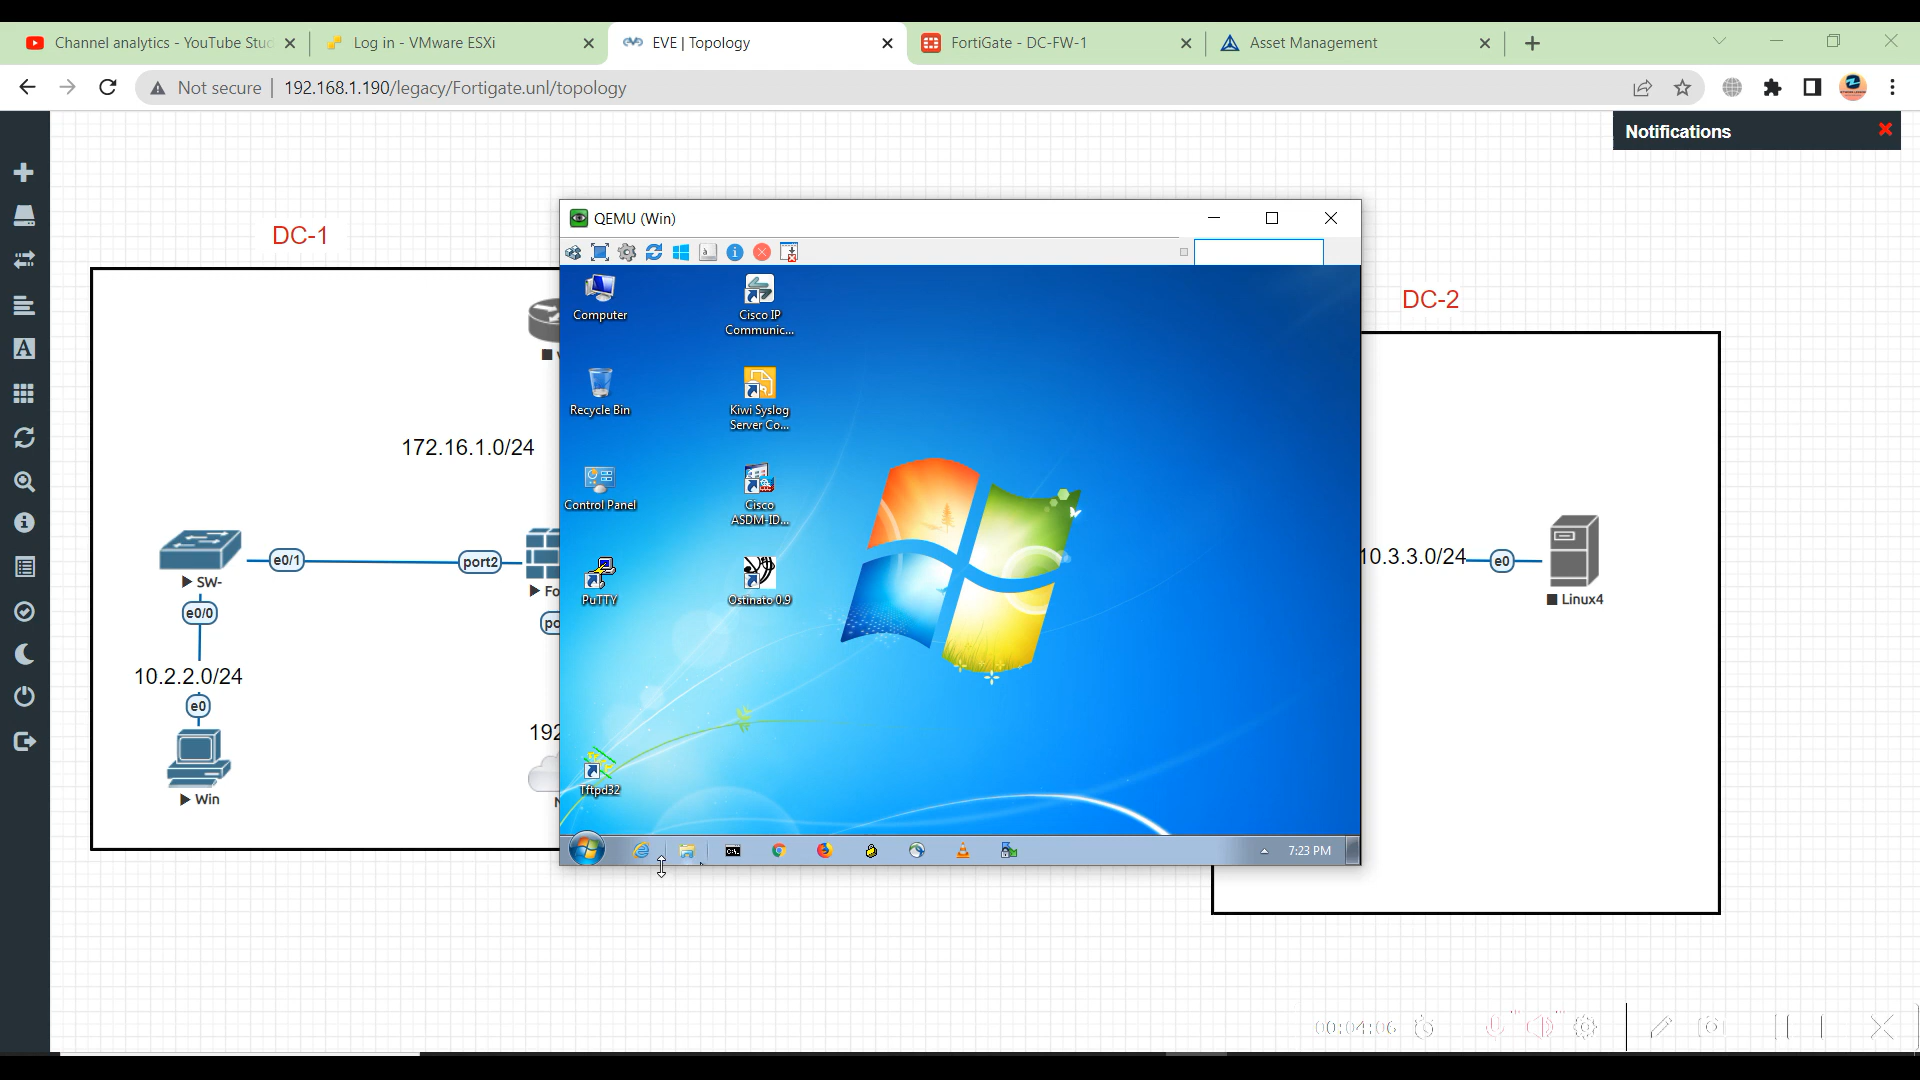 Channel analytics - YouTube Stud
Log in - VMware ESXi
EVE | Topology
FortiGate - DC-FW-1
Asset Management
Not secure
192.168.1.190/legacy/Fortigate.unl/topology
Notifications
DC-1
QEMU (Win)
Computer
Cisco IP
Communic...
DC-2
Recycle Bin
Kiwi Syslog
Server Co...
172.16.1.0/24
Control Panel
Cisco
ASDM-ID...
e0/1
port2
10.3.3.0/24
e0
SW-
Fo
PuTTY
Ostinato 0.9
Linux4
e0/0
po
10.2.2.0/24
e0
192
Tftpd32
Win
N
7:23 PM
00:04:06